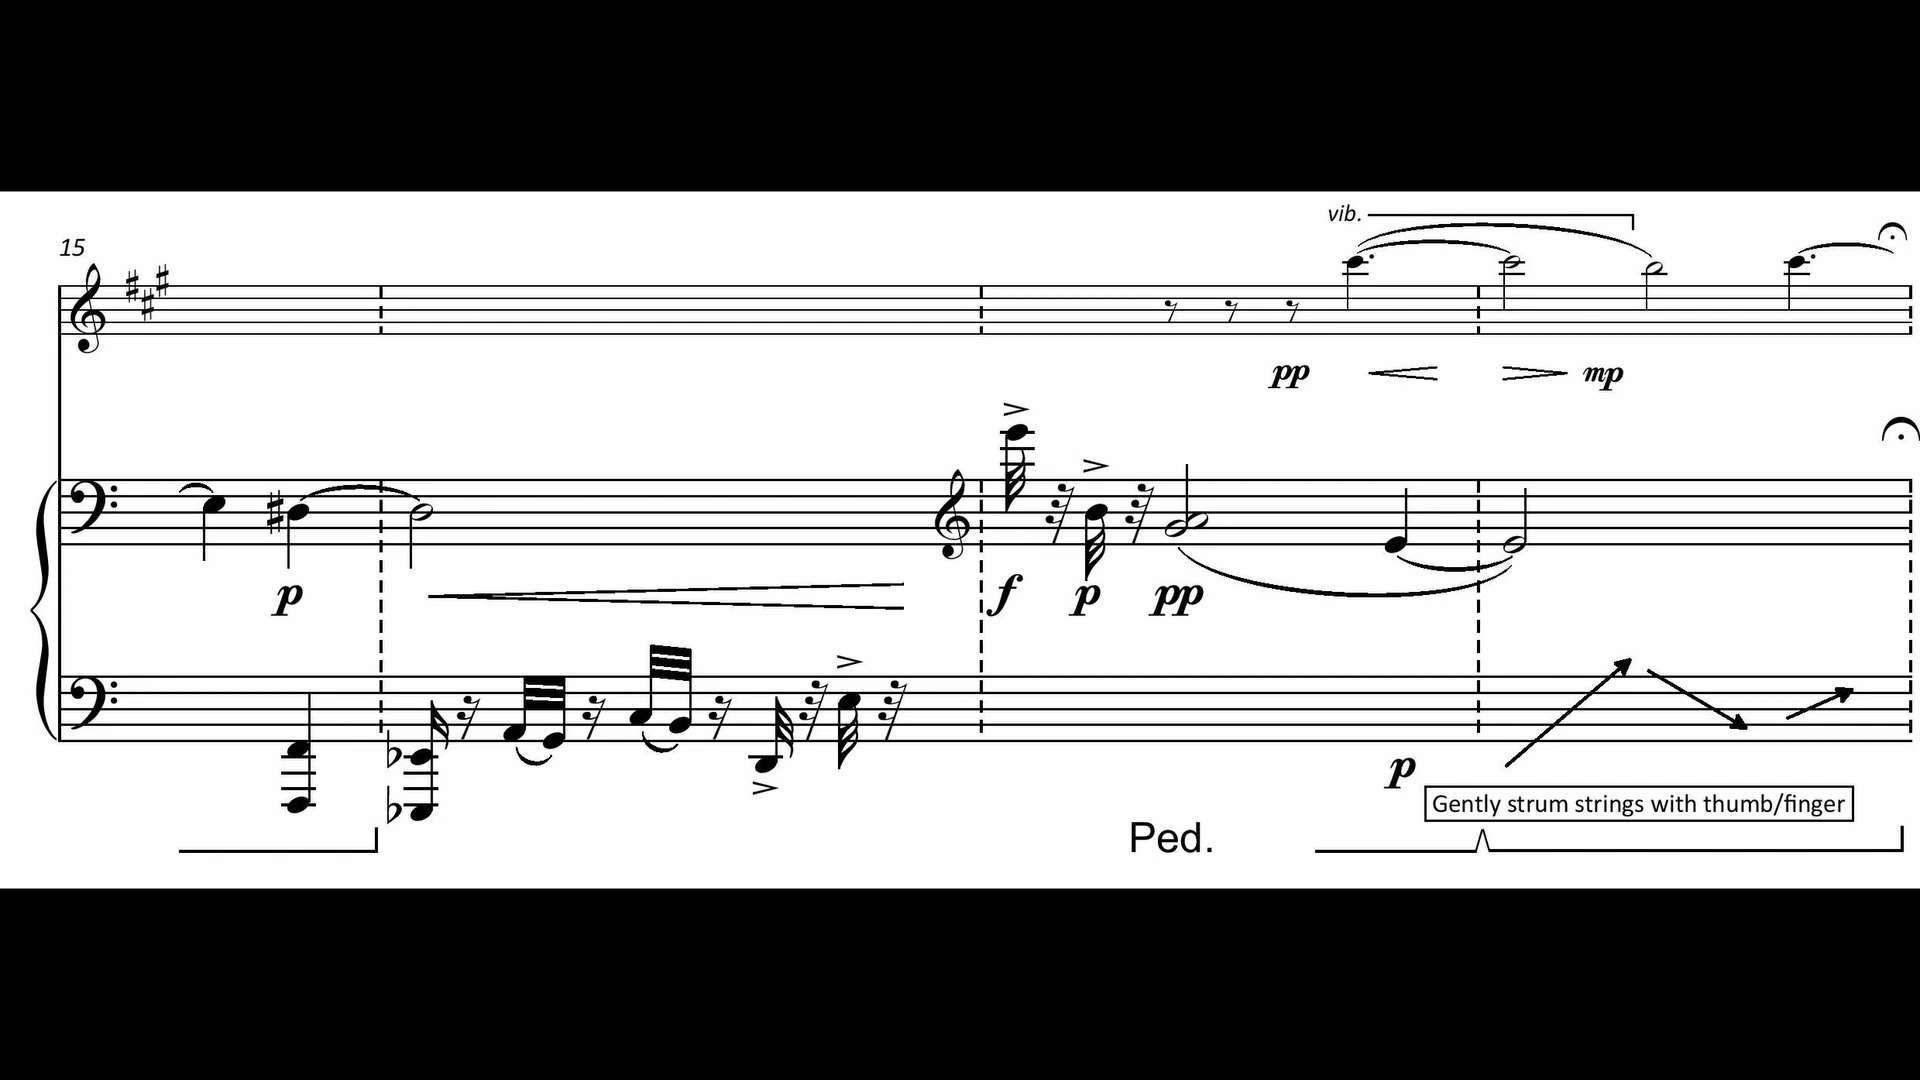 vib.
15
pp mp
p f p pp
p
Gently strum strings with thumb/finger
Ped.